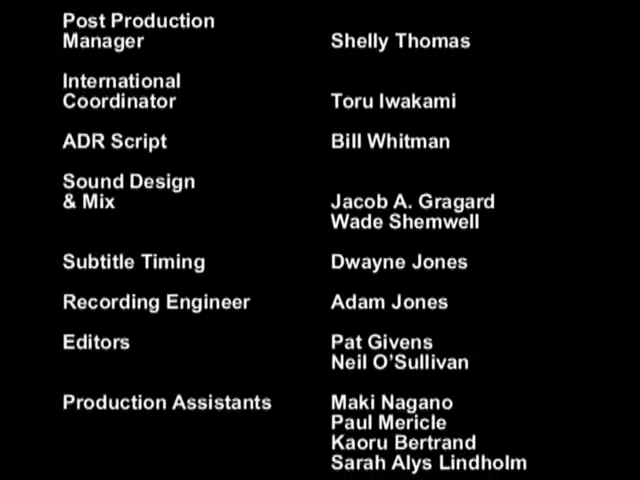 Post Production
Manager Shelly Thomas
International
Coordinator Toru Iwakami
ADR Script Bill Whitman
Sound Design
& Mix Jacob A. Gragard
Wade Shemwell
Subtitle Timing Dwayne Jones
Recording Engineer Adam Jones
Editors Pat Givens
Neil O'Sullivan
Production Assistants Maki Nagano
Paul Mericle
Kaoru Bertrand
Sarah Alys Lindholm